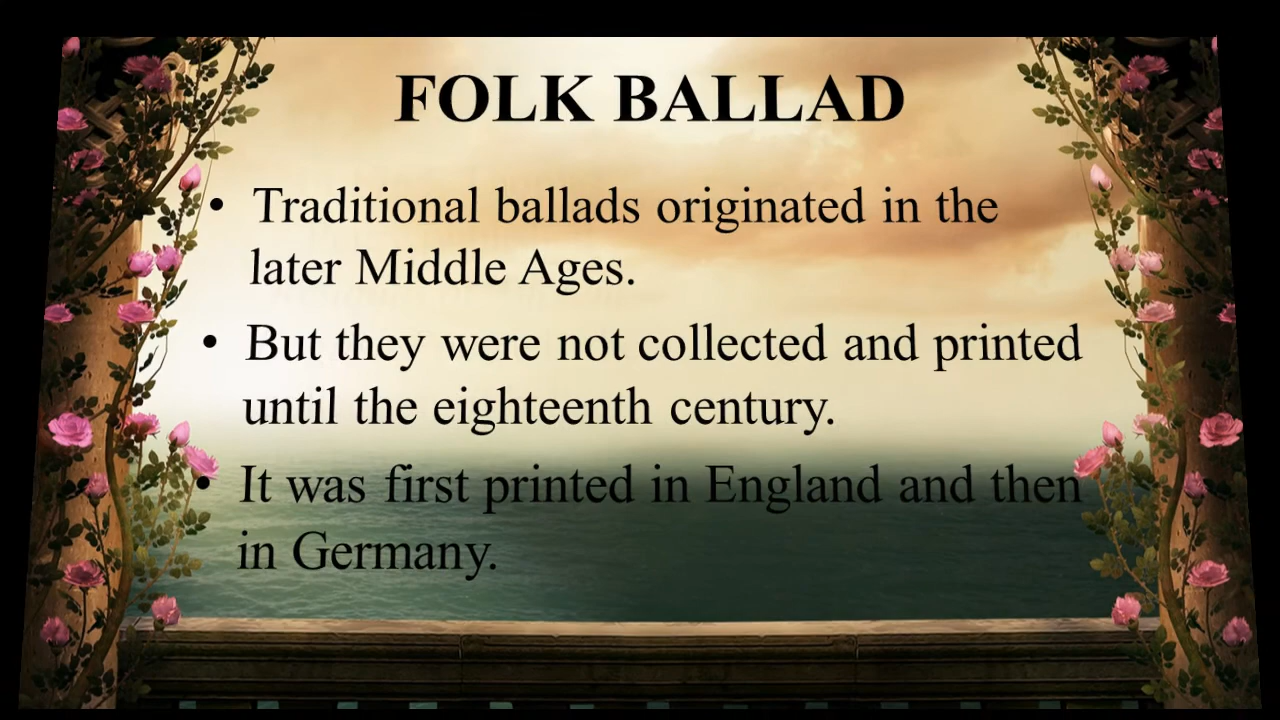 FOLK BALLAD
• Traditional ballads originated in the
later Middle Ages.
• But they were not collected and printed
until the eighteenth century.
• It was first printed in England and then
in Germany.